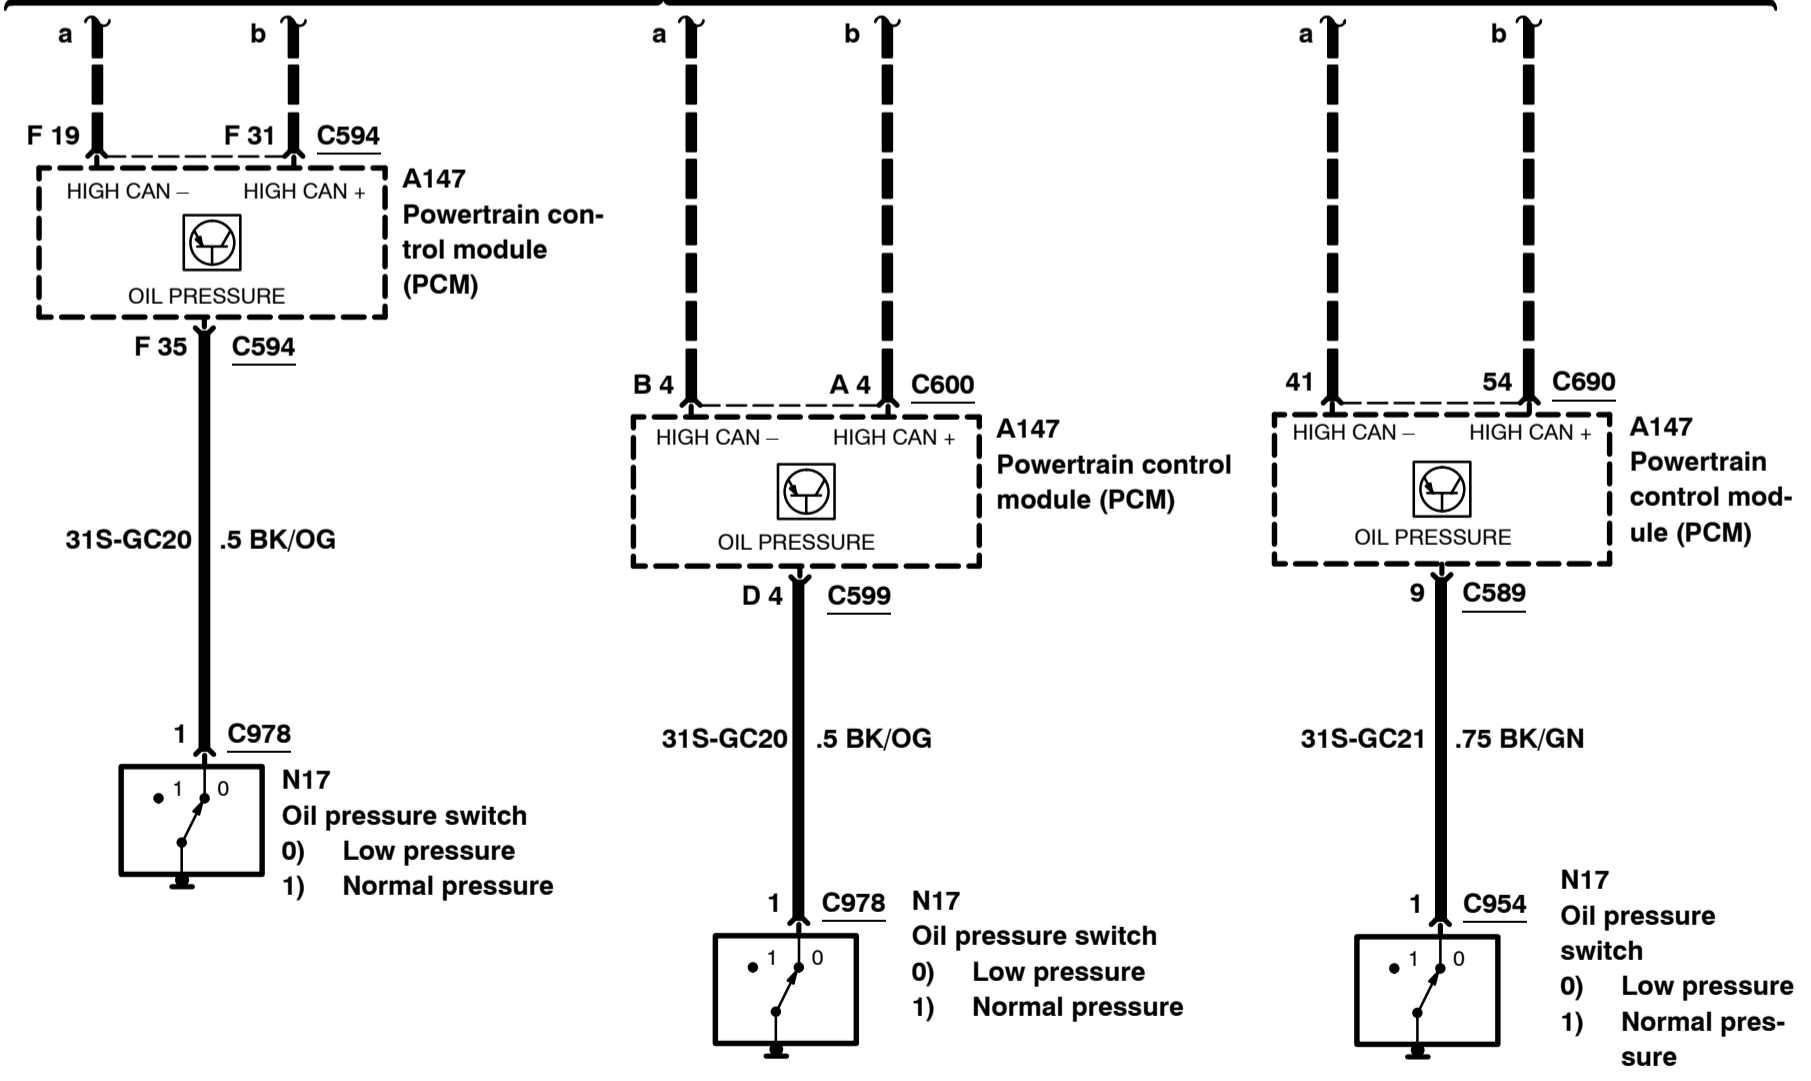 a
b
F 19
F 31
C594
HIGH CAN –
HIGH CAN +
OIL PRESSURE
A147
Powertrain con-
trol module
(PCM)
F 35
C594
31S-GC20
.5 BK/OG
1
C978
1
0
N17
Oil pressure switch
0) Low pressure
1) Normal pressure
a
b
B 4
A 4
C600
HIGH CAN –
HIGH CAN +
OIL PRESSURE
A147
Powertrain control
module (PCM)
D 4
C599
31S-GC20
.5 BK/OG
1
C978
1
0
N17
Oil pressure switch
0) Low pressure
1) Normal pressure
a
b
41
54
C690
HIGH CAN –
HIGH CAN +
OIL PRESSURE
A147
Powertrain
control mod-
ule (PCM)
9
C589
31S-GC21
.75 BK/GN
1
C954
1
0
N17
Oil pressure
switch
0) Low pressure
1) Normal pres-
sure